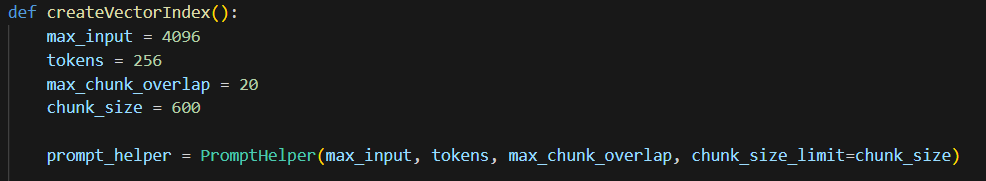 def createVectorIndex():
    max_input = 4096
    tokens = 256
    max_chunk_overlap = 20
    chunk_size = 600

    prompt_helper = PromptHelper(max_input, tokens, max_chunk_overlap, chunk_size_limit=chunk_size)